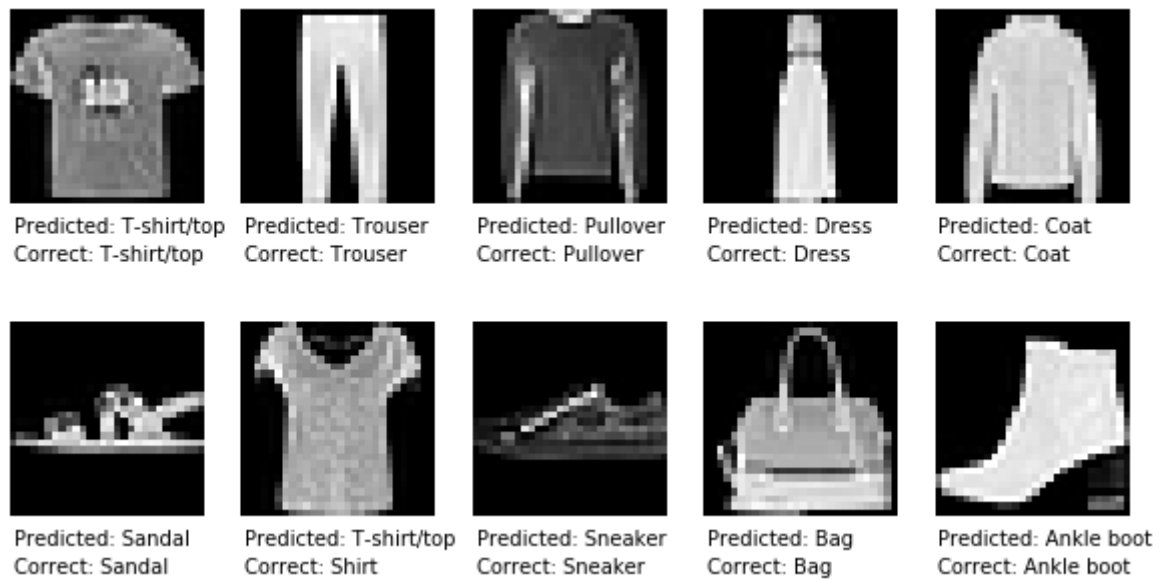 Predicted: T-shirt/top
Correct: T-shirt/top
Predicted: Trouser
Correct: Trouser
Predicted: Pullover
Correct: Pullover
Predicted: Dress
Correct: Dress
Predicted: Coat
Correct: Coat
Predicted: Sandal
Correct: Sandal
Predicted: T-shirt/top
Correct: Shirt
Predicted: Sneaker
Correct: Sneaker
Predicted: Bag
Correct: Bag
Predicted: Ankle boot
Correct: Ankle boot